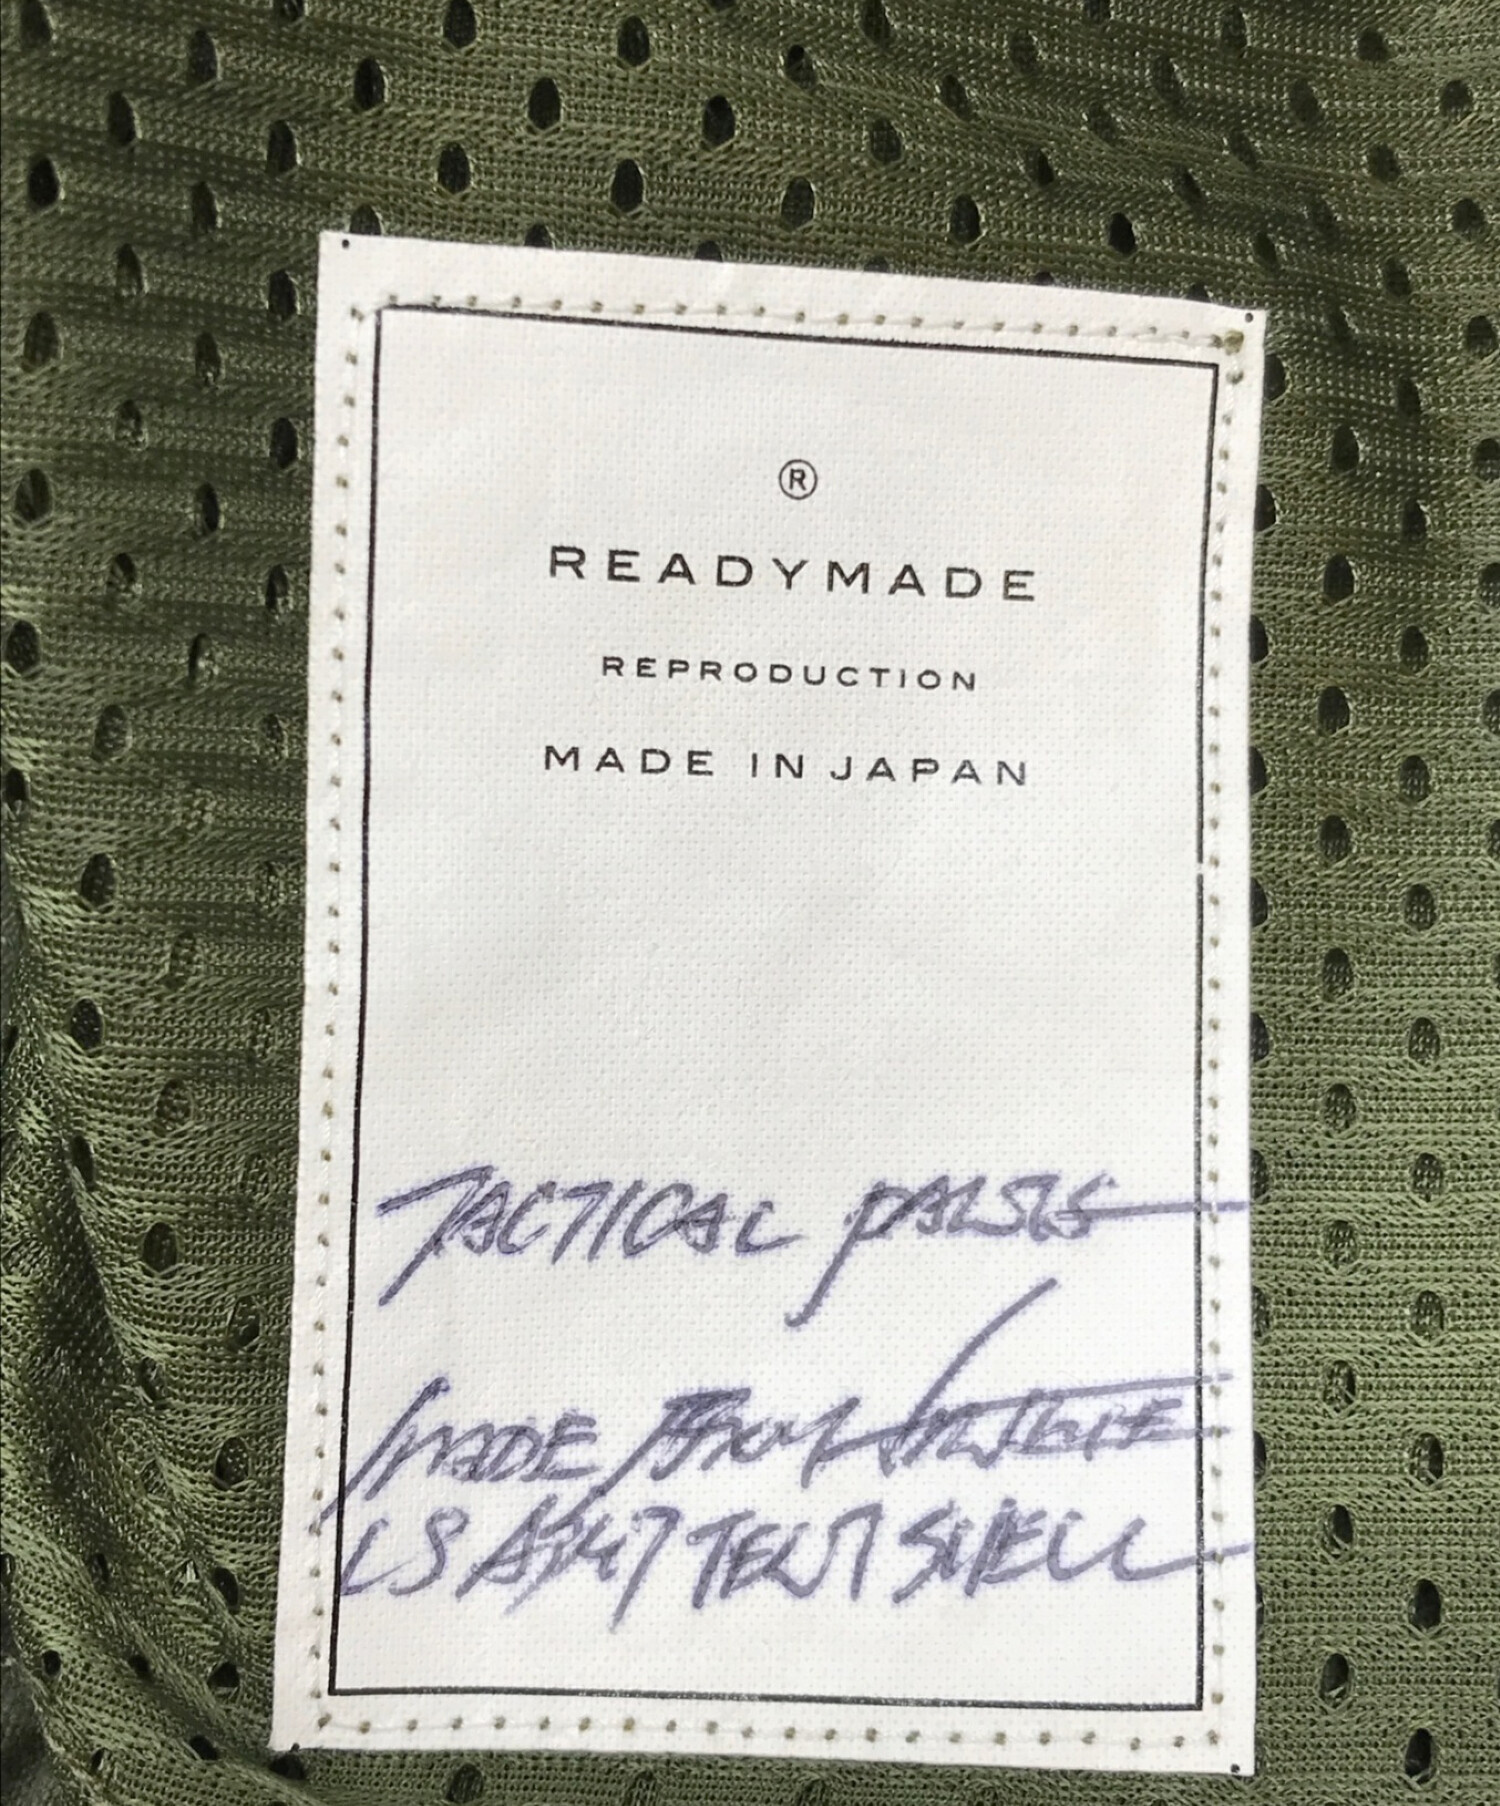 ®
READYMADE
REPRODUCTION
MADE IN JAPAN
TACTICAL PANTS
MADE FROM VINTAGE
US ARMY TENT SHELL